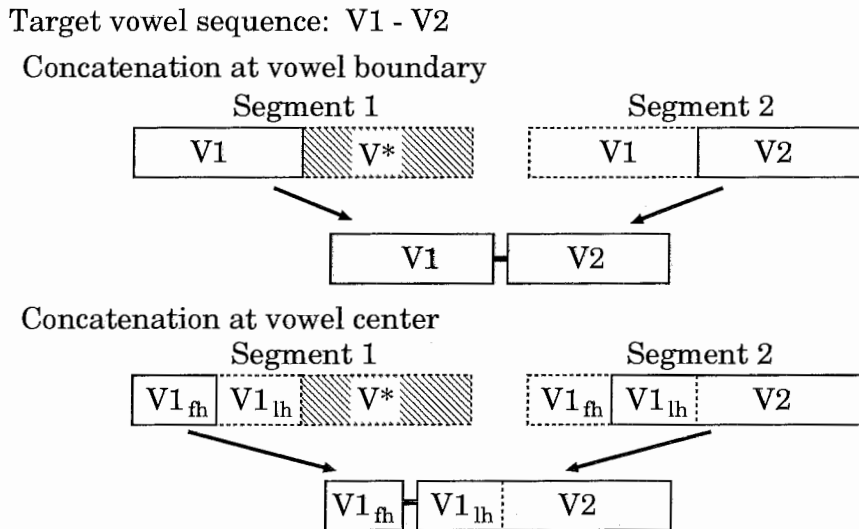 Target vowel sequence: V1 - V2
Concatenation at vowel boundary
Segment 1 Segment 2
V1 V* V1 V2
V1 V2
Concatenation at vowel center
Segment 1 Segment 2
V1fh V1lh V* V1fh V1lh V2
V1fh V1lh V2